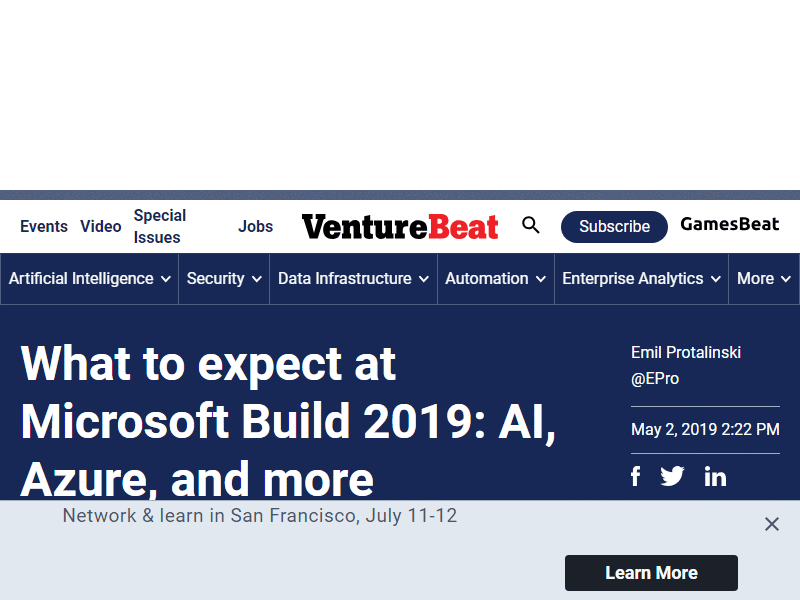 Events Video Special Issues Jobs VentureBeat Subscribe GamesBeat
Artificial Intelligence Security Data Infrastructure Automation Enterprise Analytics More
What to expect at
Microsoft Build 2019: AI,
Azure, and more
Emil Protalinski
@EPro
May 2, 2019 2:22 PM
Network & learn in San Francisco, July 11-12
Learn More